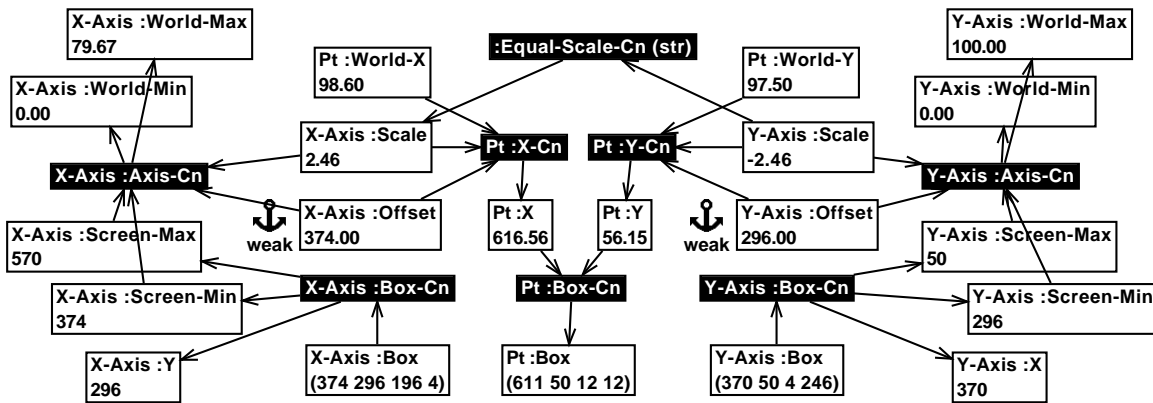 X-Axis :World-Max
79.67
Y-Axis :World-Max
100.00
:Equal-Scale-Cn (str)
Pt :World-X
98.60
Pt :World-Y
97.50
X-Axis :World-Min
0.00
Y-Axis :World-Min
0.00
X-Axis :Scale
2.46
Y-Axis :Scale
-2.46
Pt :X-Cn
Pt :Y-Cn
X-Axis :Axis-Cn
Y-Axis :Axis-Cn
weak
X-Axis :Offset
374.00
Pt :X
616.56
Pt :Y
56.15
weak
Y-Axis :Offset
296.00
X-Axis :Screen-Max
570
Y-Axis :Screen-Max
50
X-Axis :Screen-Min
374
X-Axis :Box-Cn
Pt :Box-Cn
Y-Axis :Box-Cn
Y-Axis :Screen-Min
296
X-Axis :Y
296
X-Axis :Box
(374 296 196 4)
Pt :Box
(611 50 12 12)
Y-Axis :Box
(370 50 4 246)
Y-Axis :X
370